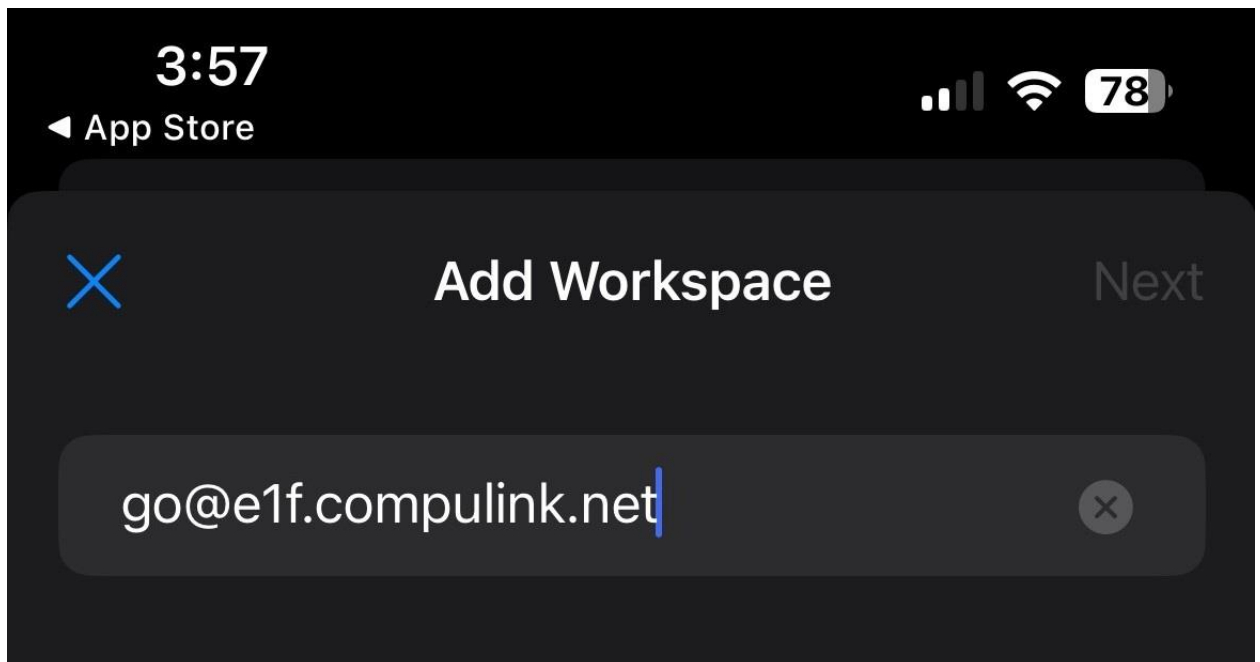 3:57
78
◀ App Store
Add Workspace
Next
go@e1f.compulink.net